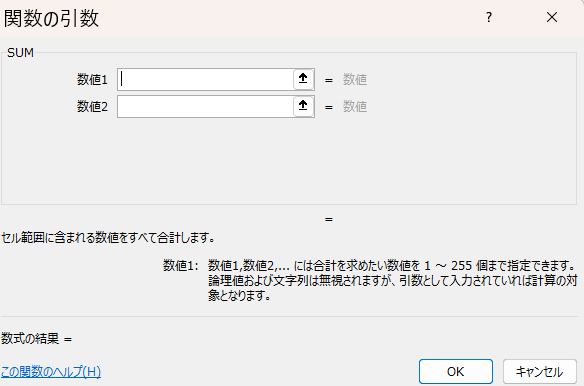 関数の引数
?
SUM
数値1 = 数値
数値2 = 数値
=
セル範囲に含まれる数値をすべて合計します。
数値1: 数値1,数値2,... には合計を求めたい数値を 1 ～ 255 個まで指定できます。
論理値および文字列は無視されますが、引数として入力されていれば計算の対
象となります。
数式の結果 =
この関数のヘルプ(H)
OK キャンセル